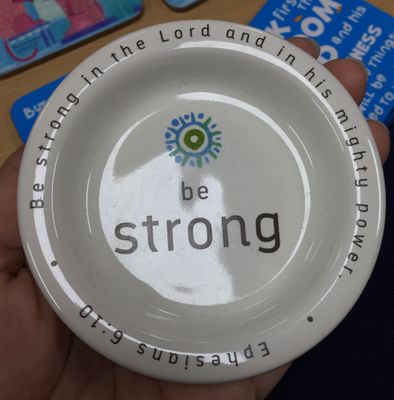 Be strong in the Lord and in his mighty power.
Ephesians 6:10
be
strong